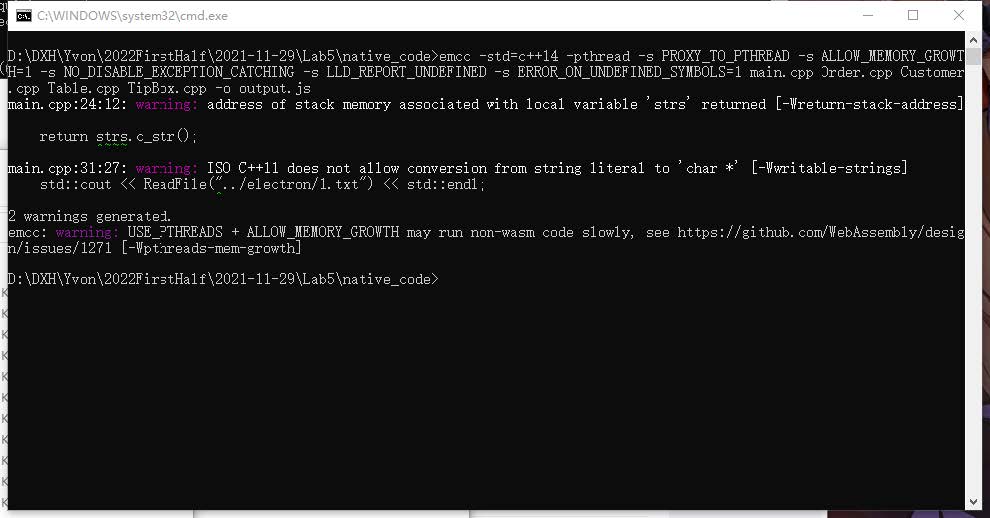 C:\WINDOWS\system32\cmd.exe
D:\DXH\Yvon\2022FirstHalf\2021-11-29\Lab5\native_code>emcc -std=c++14 -pthread -s PROXY_TO_PTHREAD -s ALLOW_MEMORY_GROWT
H=1 -s NO_DISABLE_EXCEPTION_CATCHING -s LLD_REPORT_UNDEFINED -s ERROR_ON_UNDEFINED_SYMBOLS=1 main.cpp Order.cpp Customer
.cpp Table.cpp TipBox.cpp -o output.js
main.cpp:24:12: warning: address of stack memory associated with local variable 'strs' returned [-Wreturn-stack-address]
return strs.c_str();
main.cpp:31:27: warning: ISO C++11 does not allow conversion from string literal to 'char *' [-Wwritable-strings]
std::cout << ReadFile("../electron/1.txt") << std::endl;
2 warnings generated.
emcc: warning: USE_PTHREADS + ALLOW_MEMORY_GROWTH may run non-wasm code slowly, see https://github.com/WebAssembly/desig
n/issues/1271 [-Wpthreads-mem-growth]
D:\DXH\Yvon\2022FirstHalf\2021-11-29\Lab5\native_code>